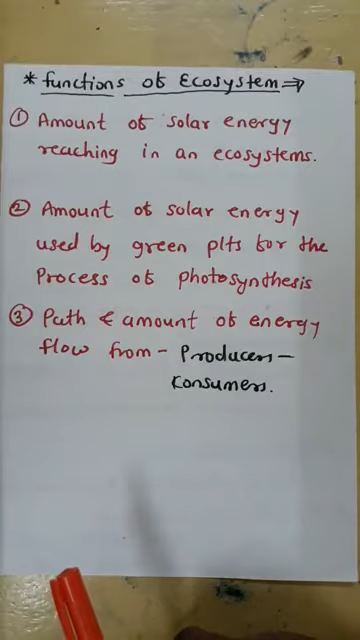 * functions of Ecosystem ⇒
① Amount of solar energy
reaching in an ecosystems.
② Amount of solar energy
used by green plts for the
Process of photosynthesis
③ Path & amount of energy
flow from - Producers -
Konsumers.